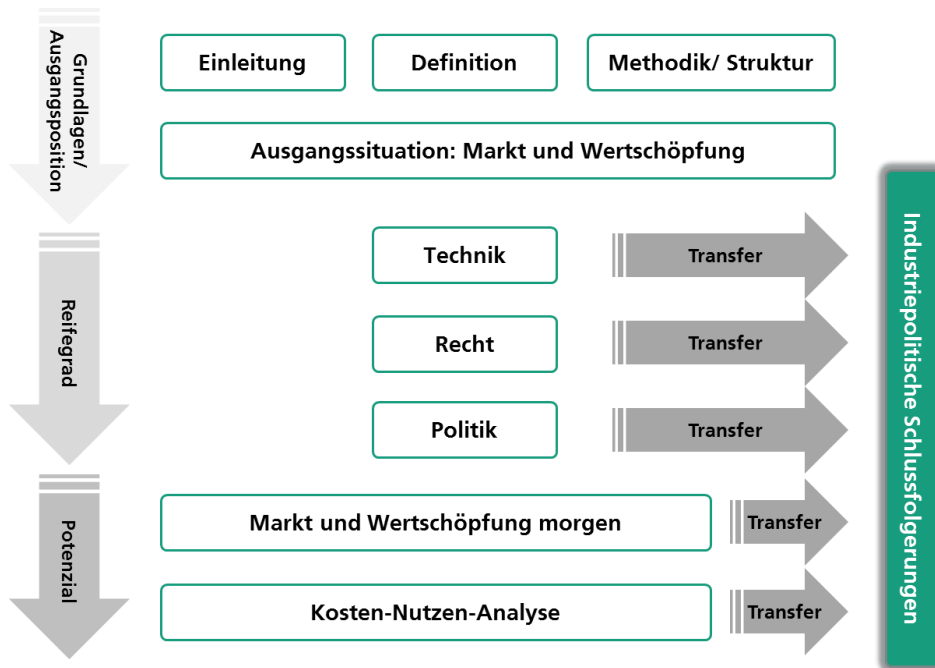 Grundlagen/
Ausgangsposition
Einleitung
Definition
Methodik/ Struktur
Ausgangssituation: Markt und Wertschöpfung
Reifegrad
Technik
Transfer
Recht
Transfer
Politik
Transfer
Potenzial
Markt und Wertschöpfung morgen
Transfer
Kosten-Nutzen-Analyse
Transfer
Industriepolitische Schlussfolgerungen